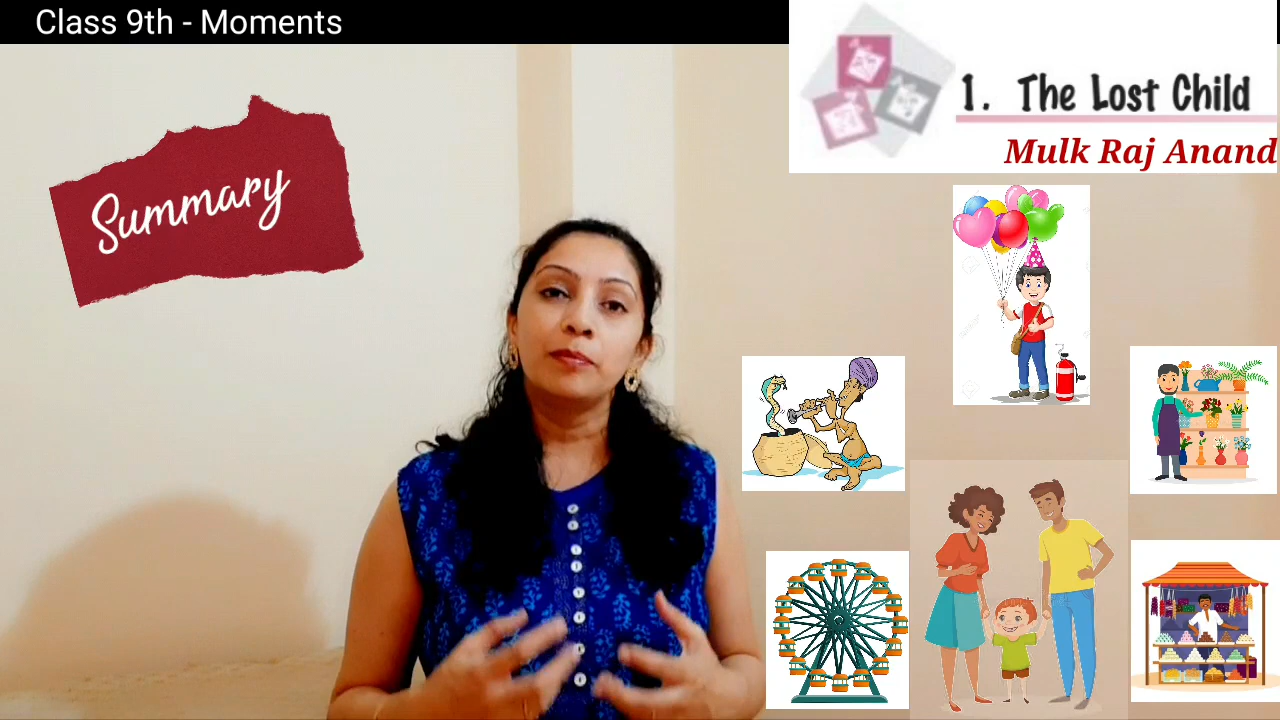 Class 9th - Moments
1. The Lost Child
Mulk Raj Anand
Summary